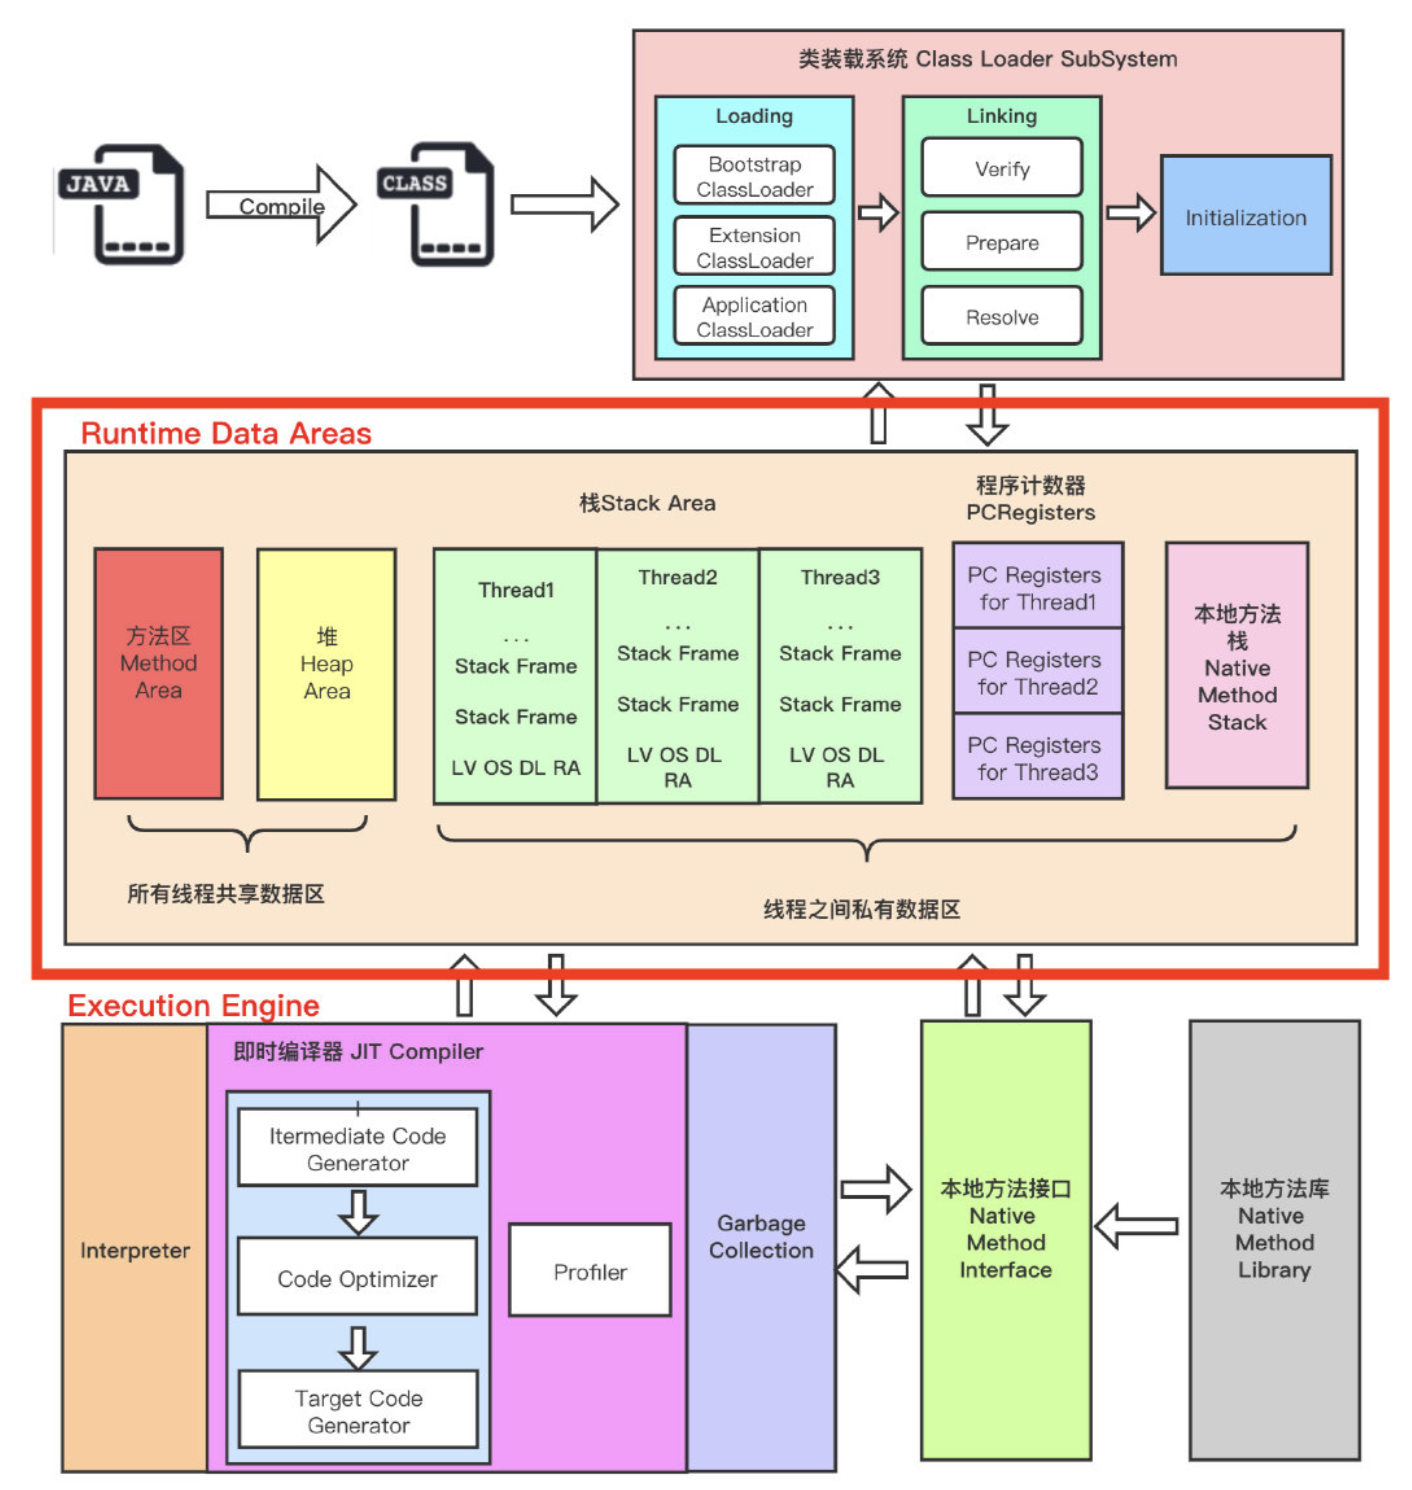 类装载系统 Class Loader SubSystem
JAVA
Compile
CLASS
Loading
Bootstrap
ClassLoader
Extension
ClassLoader
Application
ClassLoader
Linking
Verify
Prepare
Resolve
Initialization
Runtime Data Areas
方法区
Method
Area
堆
Heap
Area
所有线程共享数据区
栈Stack Area
Thread1
...
Stack Frame
Stack Frame
LV OS DL RA
Thread2
...
Stack Frame
Stack Frame
LV OS DL
RA
Thread3
...
Stack Frame
Stack Frame
LV OS DL
RA
程序计数器
PCRegisters
PC Registers
for Thread1
PC Registers
for Thread2
PC Registers
for Thread3
本地方法
栈
Native
Method
Stack
线程之间私有数据区
Execution Engine
Interpreter
即时编译器 JIT Compiler
Itermediate Code
Generator
Code Optimizer
Target Code
Generator
Profiler
Garbage
Collection
本地方法接口
Native
Method
Interface
本地方法库
Native
Method
Library